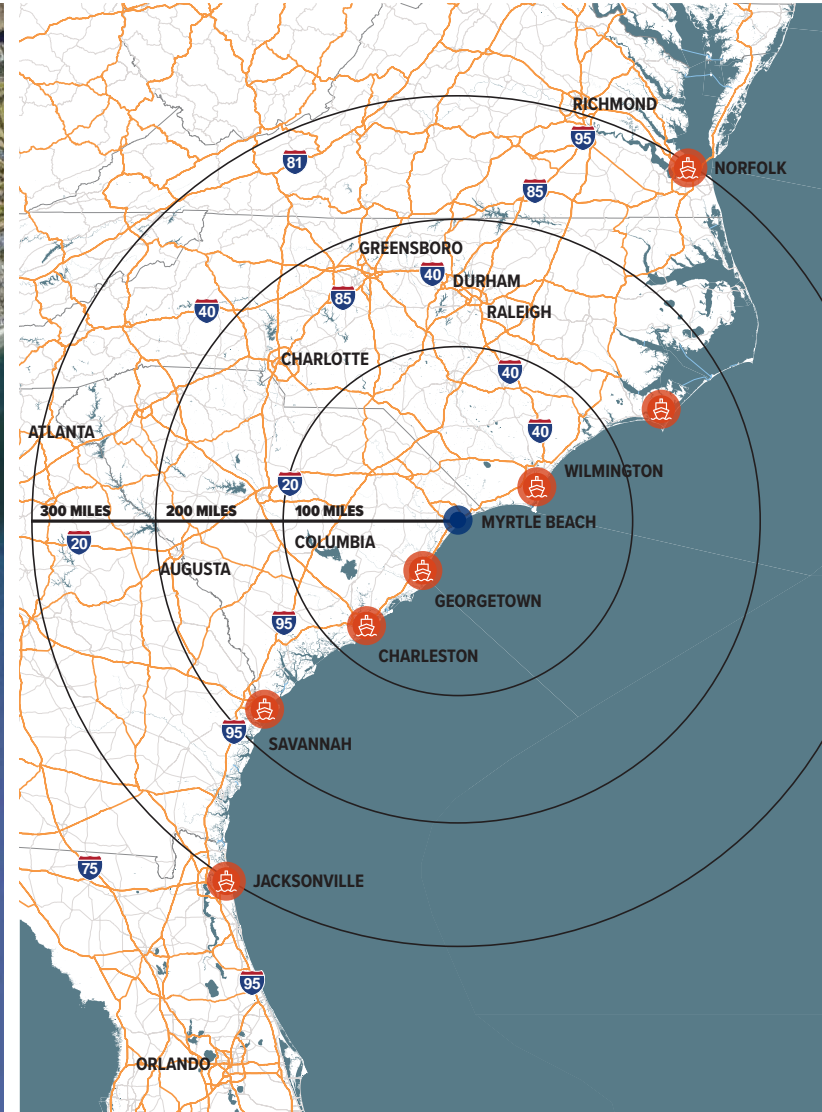 RICHMOND
95
81
NORFOLK
85
GREENSBORO
40
DURHAM
85
40
RALEIGH
CHARLOTTE
40
ATLANTA
40
WILMINGTON
20
300 MILES
200 MILES
100 MILES
MYRTLE BEACH
20
COLUMBIA
AUGUSTA
GEORGETOWN
95
CHARLESTON
95
SAVANNAH
75
JACKSONVILLE
95
ORLANDO